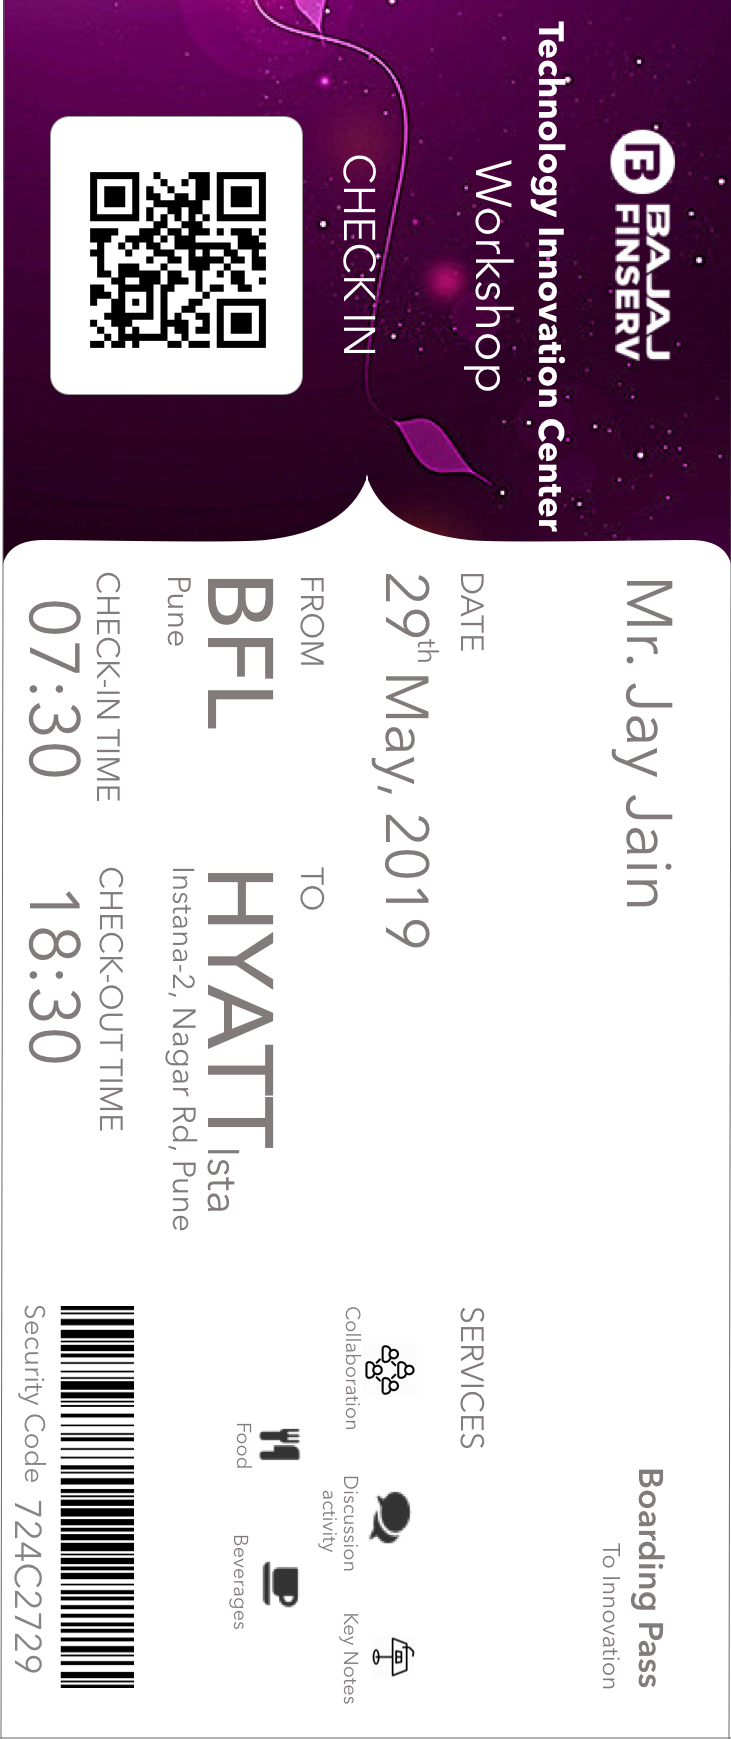 BAJAJ
FINSERV
Technology Innovation Center
Workshop
CHECK IN
Mr. Jay Jain
Boarding Pass
To Innovation
DATE
29th May, 2019
FROM
BFL
Pune
TO
HYATT Ista
Instana-2, Nagar Rd, Pune
CHECK-IN TIME
07:30
CHECK-OUT TIME
18:30
SERVICES
Collaboration
Discussion
activity
Key Notes
Food
Beverages
Security Code 724C2729